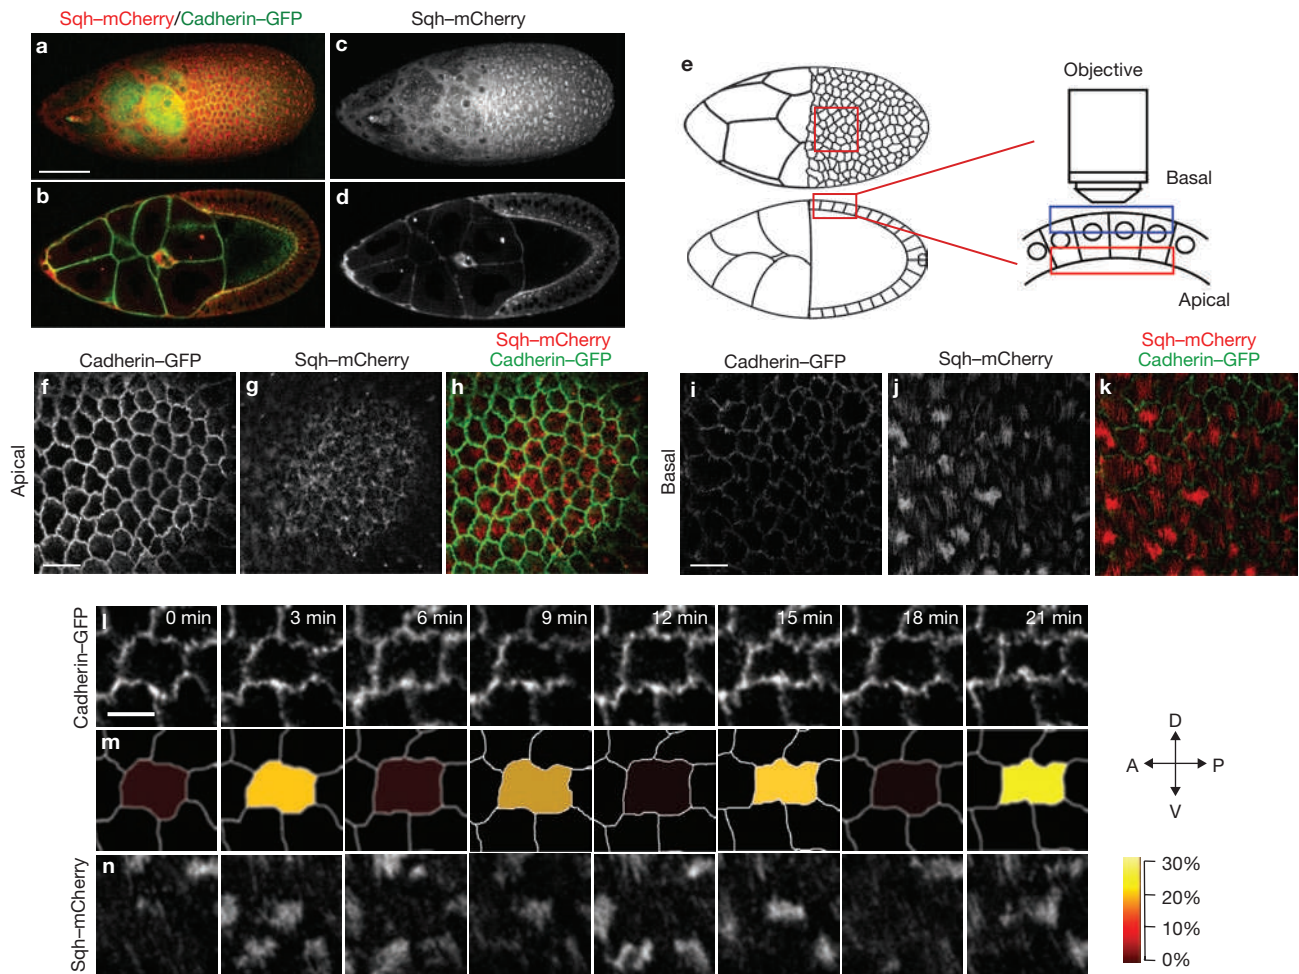 Sqh–mCherry/Cadherin–GFP
Sqh–mCherry
a
c
b
d
e
Objective
Basal
Apical
Cadherin–GFP
Sqh–mCherry
Sqh–mCherry
Cadherin–GFP
Apical
f
g
h
Cadherin–GFP
Sqh–mCherry
Sqh–mCherry
Cadherin–GFP
Basal
i
j
k
Cadherin–GFP
l
0 min
3 min
6 min
9 min
12 min
15 min
18 min
21 min
m
Sqh–mCherry
n
D
A
P
V
30%
20%
10%
0%